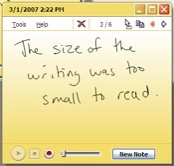 3/1/2007 2:22 PM
Tools Help 3/6
The size of the
writing was too
small to read.
New Note